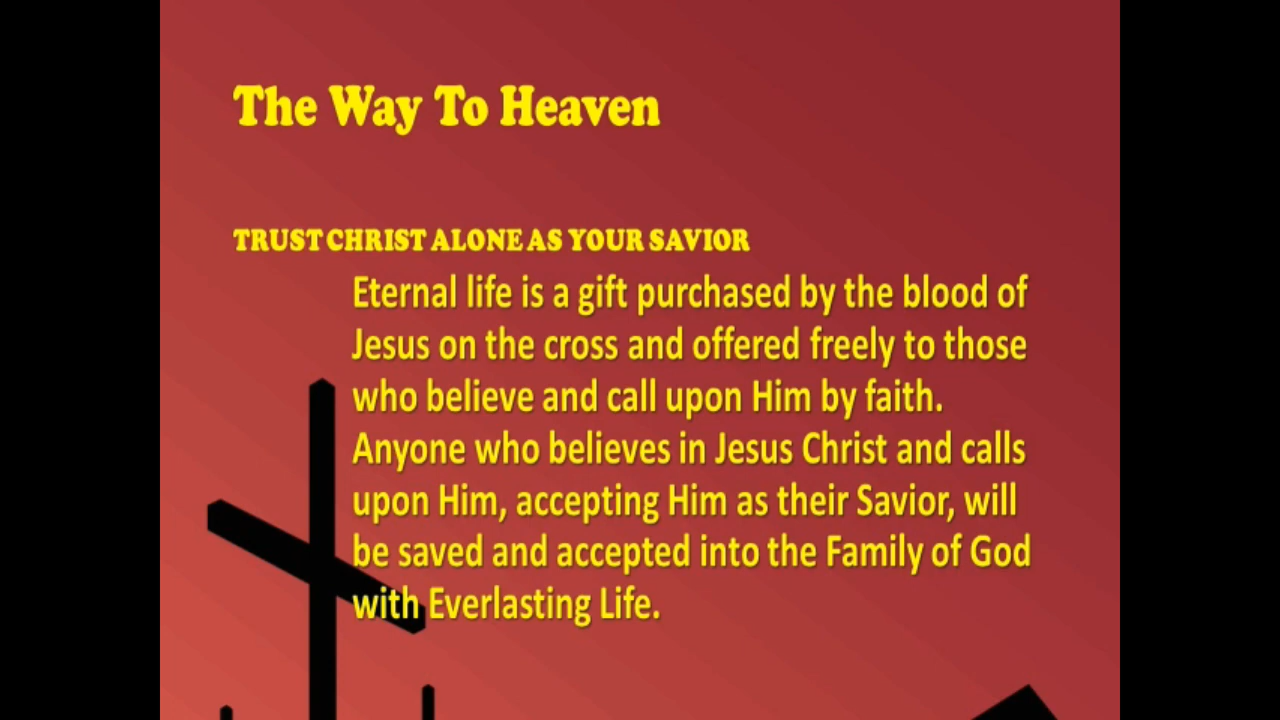 The Way To Heaven
TRUST CHRIST ALONE AS YOUR SAVIOR
Eternal life is a gift purchased by the blood of
Jesus on the cross and offered freely to those
who believe and call upon Him by faith.
Anyone who believes in Jesus Christ and calls
upon Him, accepting Him as their Savior, will
be saved and accepted into the Family of God
with Everlasting Life.